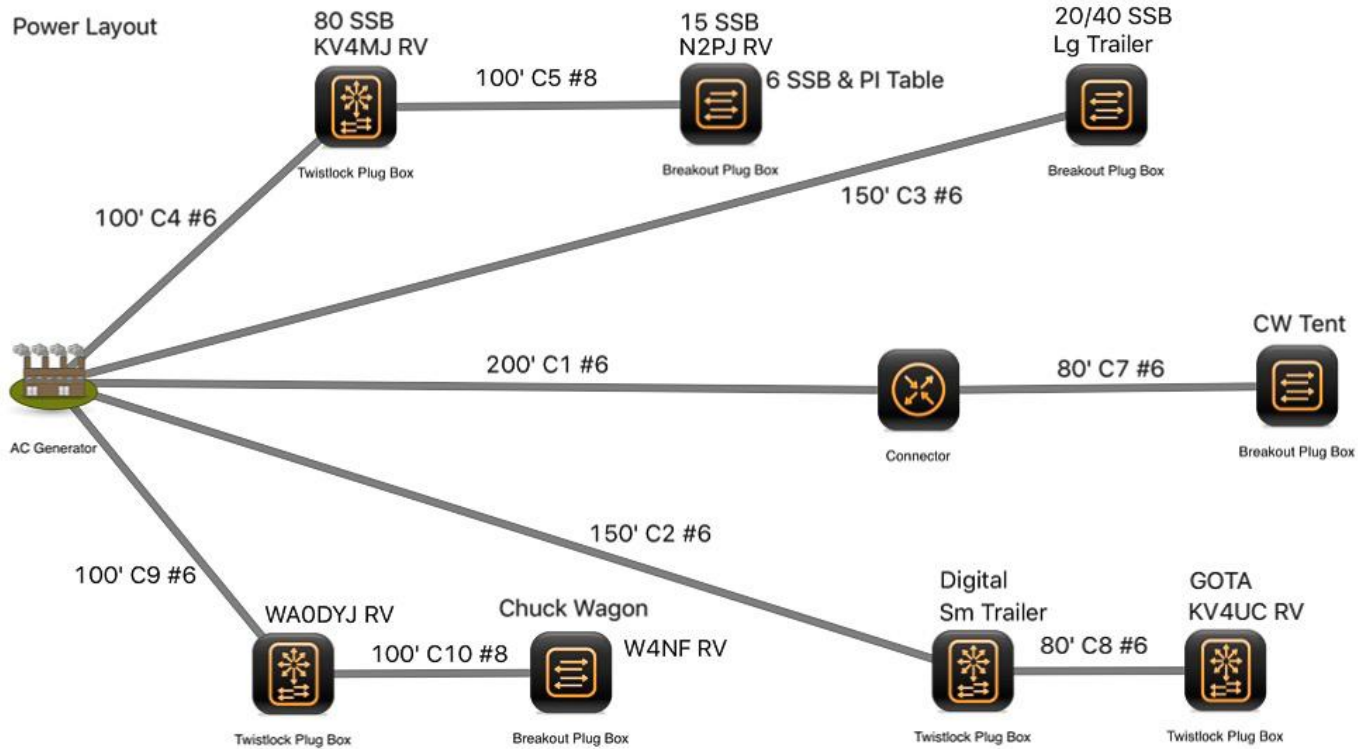 Power Layout
80 SSB
KV4MJ RV
15 SSB
N2PJ RV
20/40 SSB
Lg Trailer
100' C5 #8
6 SSB & PI Table
Twistlock Plug Box
Breakout Plug Box
Breakout Plug Box
100' C4 #6
150' C3 #6
CW Tent
200' C1 #6
80' C7 #6
AC Generator
Connector
Breakout Plug Box
150' C2 #6
100' C9 #6
Digital
Sm Trailer
GOTA
KV4UC RV
WA0DYJ RV
Chuck Wagon
100' C10 #8
W4NF RV
80' C8 #6
Twistlock Plug Box
Breakout Plug Box
Twistlock Plug Box
Twistlock Plug Box